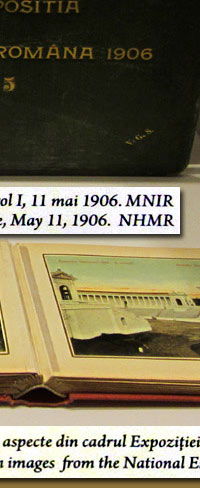 POSITIA
ROMÂNA 1906
5
V. G. S.
ol I, 11 mai 1906. MNIR
e, May 11, 1906. NHMR
aspecte din cadrul Expoziției
n images from the National E